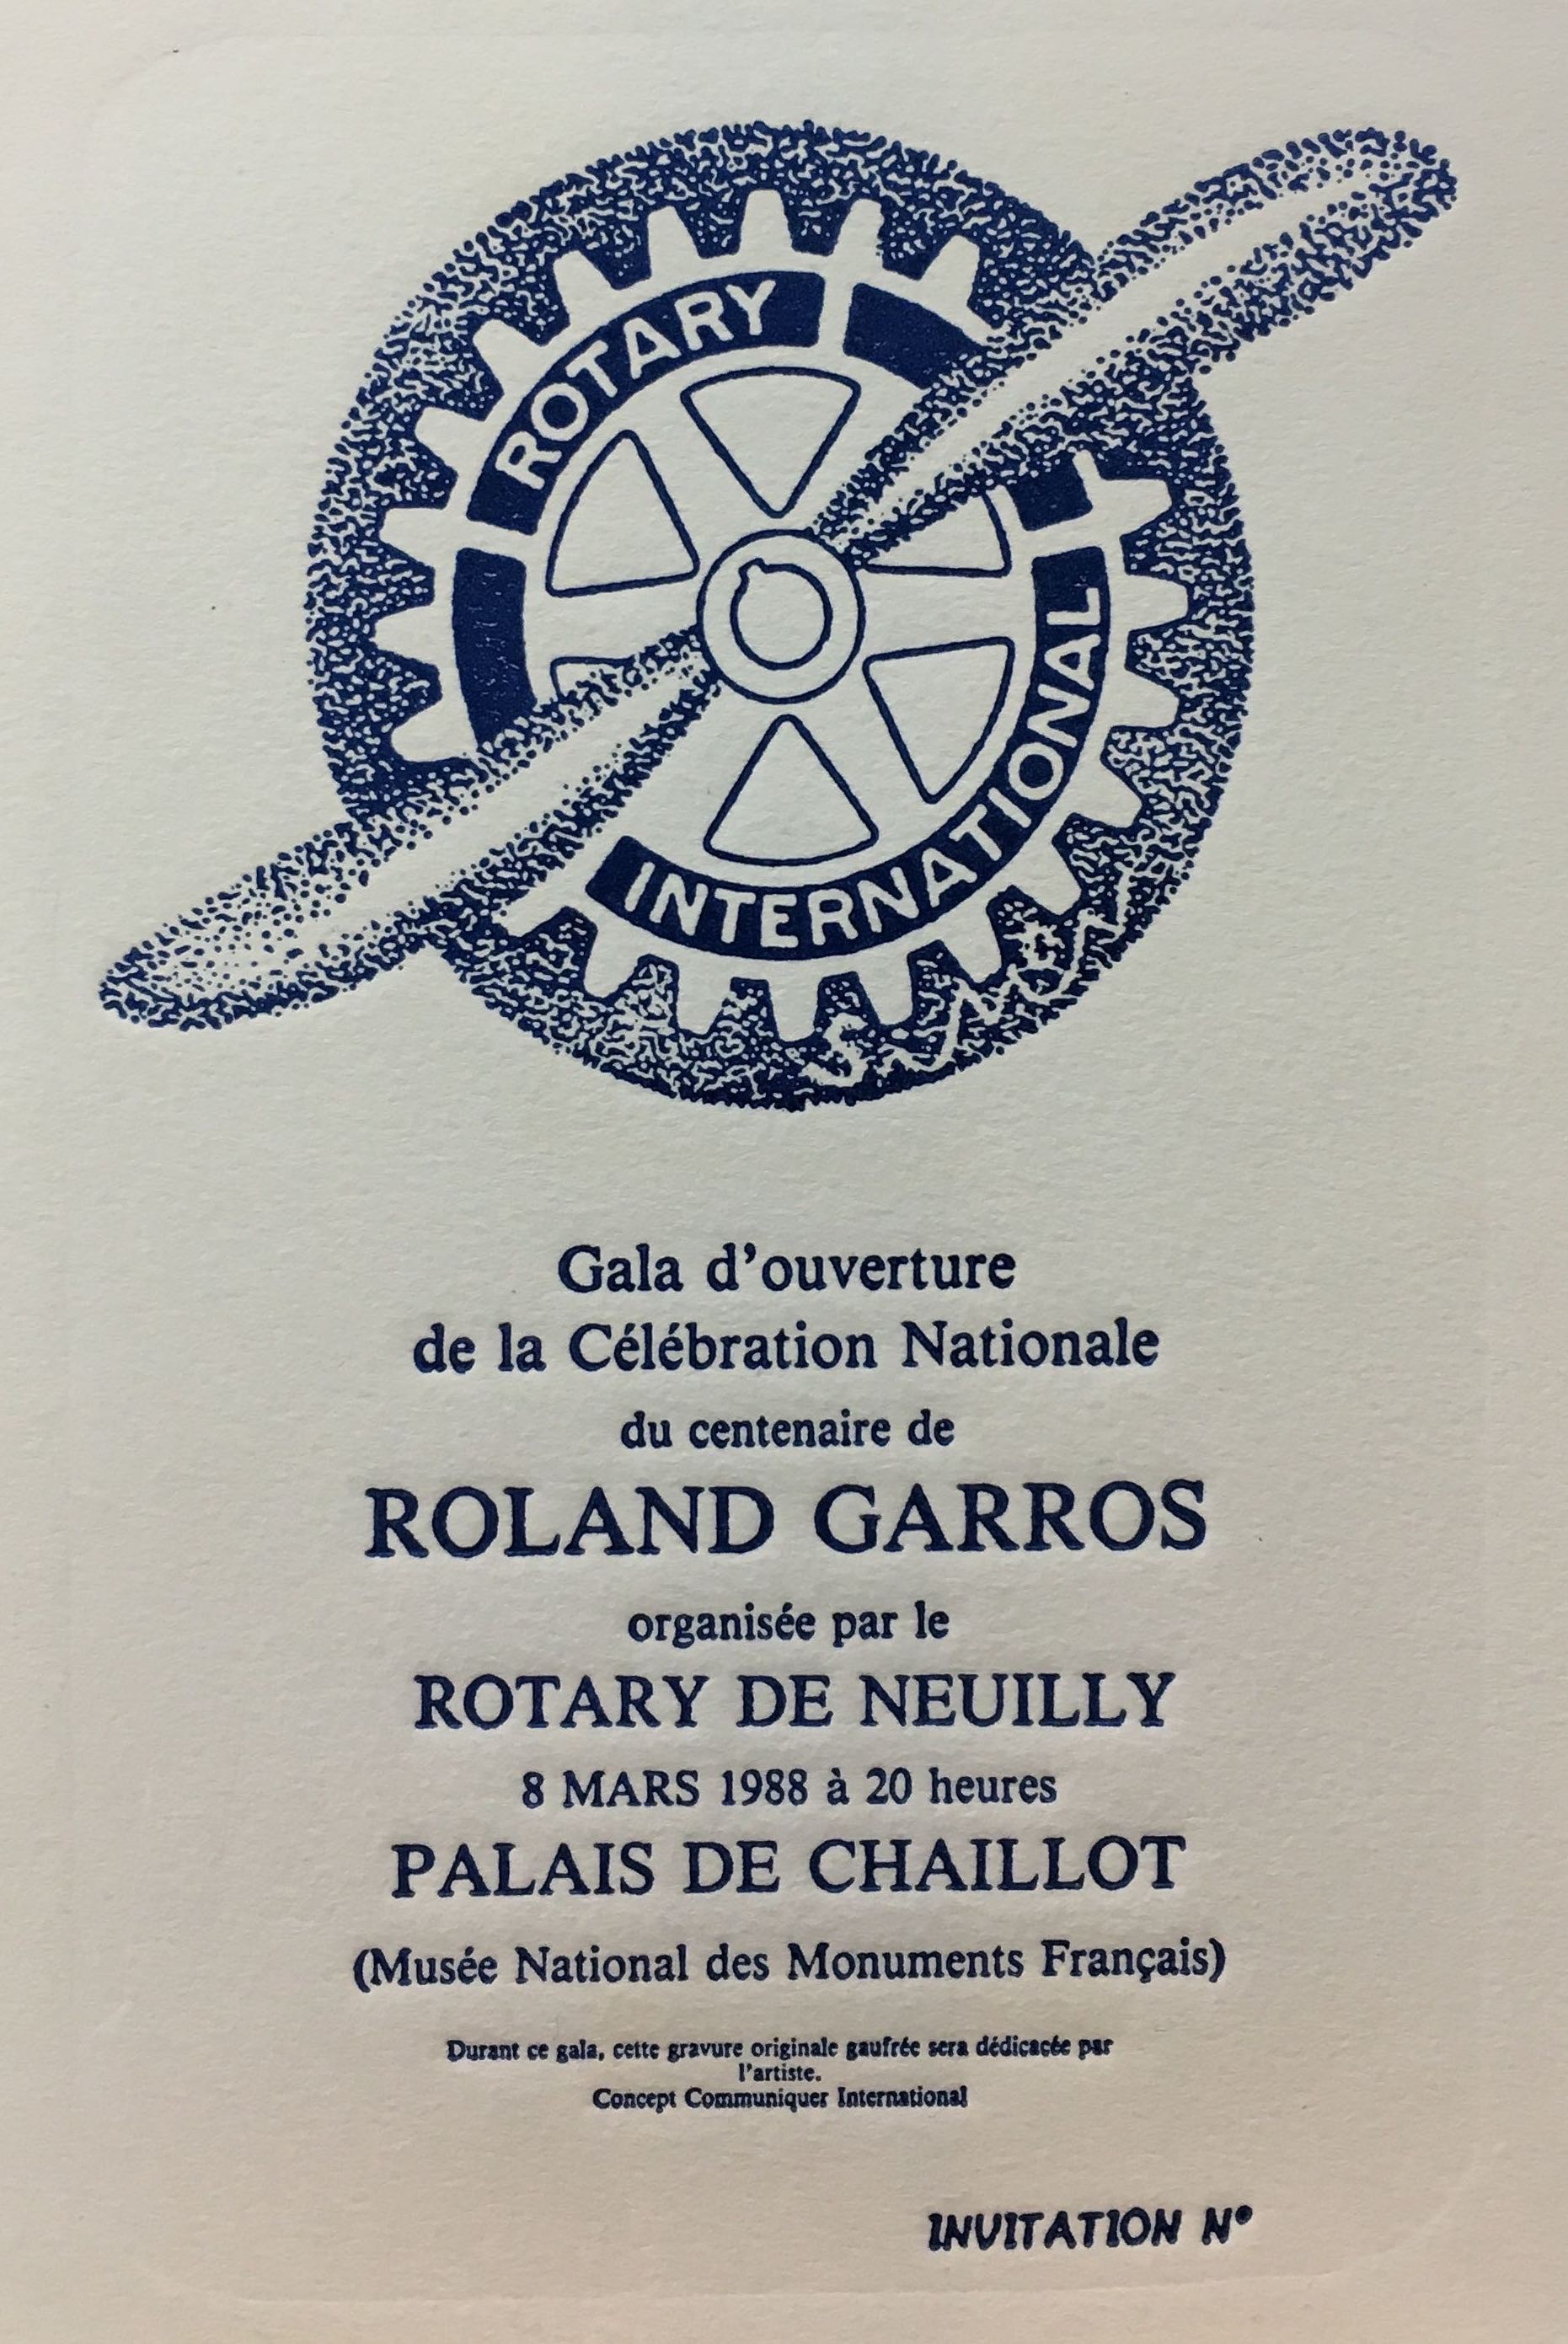 ROTARY
INTERNATIONAL
Gala d'ouverture
de la Célébration Nationale
du centenaire de
ROLAND GARROS
organisée par le
ROTARY DE NEUILLY
8 MARS 1988 à 20 heures
PALAIS DE CHAILLOT
(Musée National des Monuments Français)
Durant ce gala, cette gravure originale gaufrée sera dédicacée par
l'artiste.
Concept Communiquer International
INVITATION N°